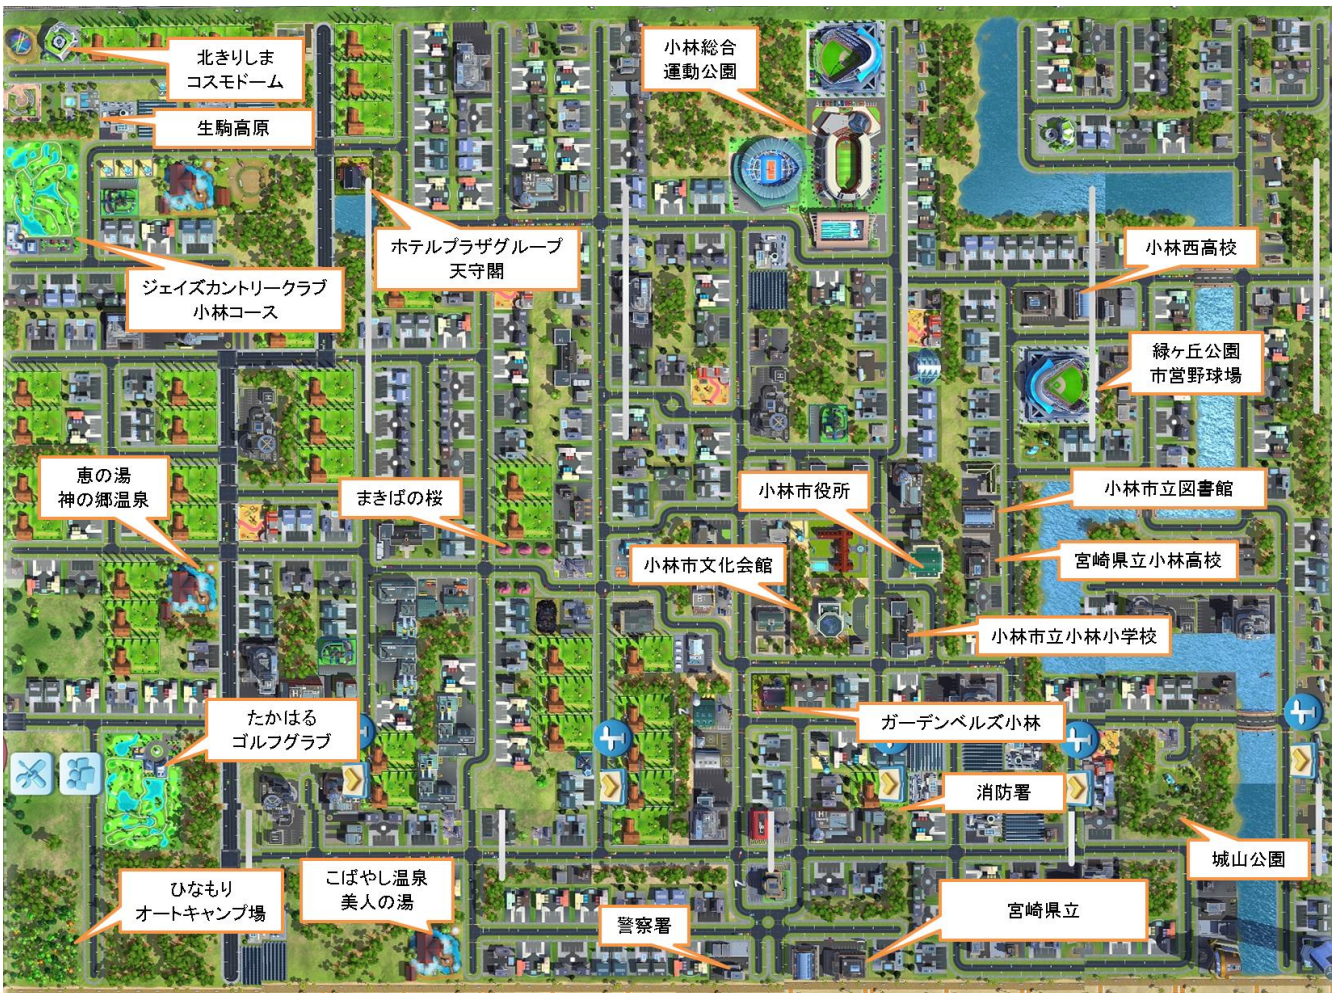 北きりしま
コスモドーム
小林総合
運動公園
生駒高原
ホテルプラザグループ
天守閣
小林西高校
ジェイズカントリークラブ
小林コース
緑ヶ丘公園
市営野球場
恵の湯
神の郷温泉
まきばの桜
小林市役所
小林市立図書館
小林市文化会館
宮崎県立小林高校
小林市立小林小学校
たかはる
ゴルフグラブ
ガーデンベルズ小林
消防署
城山公園
ひなもり
オートキャンプ場
こばやし温泉
美人の湯
警察署
宮崎県立